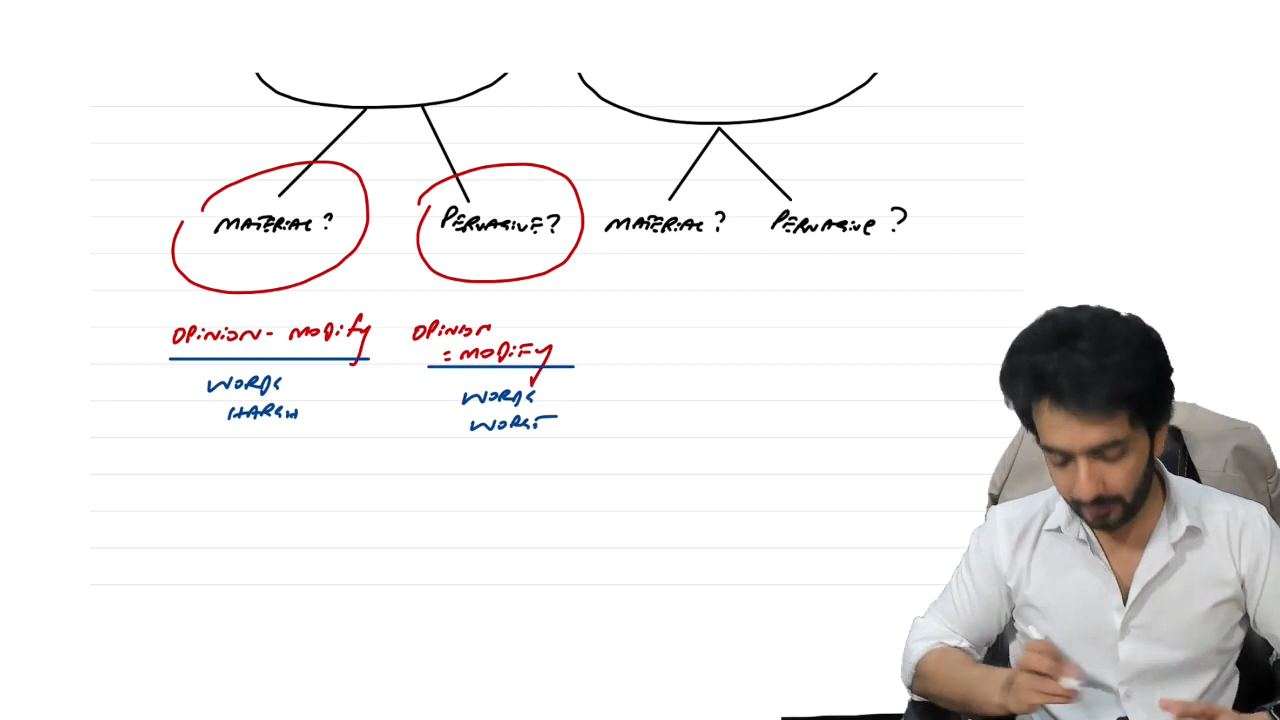 MATERIAL? PERVASIVE? MATERIAL? PERVASIVE?
OPINION - MODIFY
OPINION
= MODIFY
WORDS
HARSH
WORDS
WORST